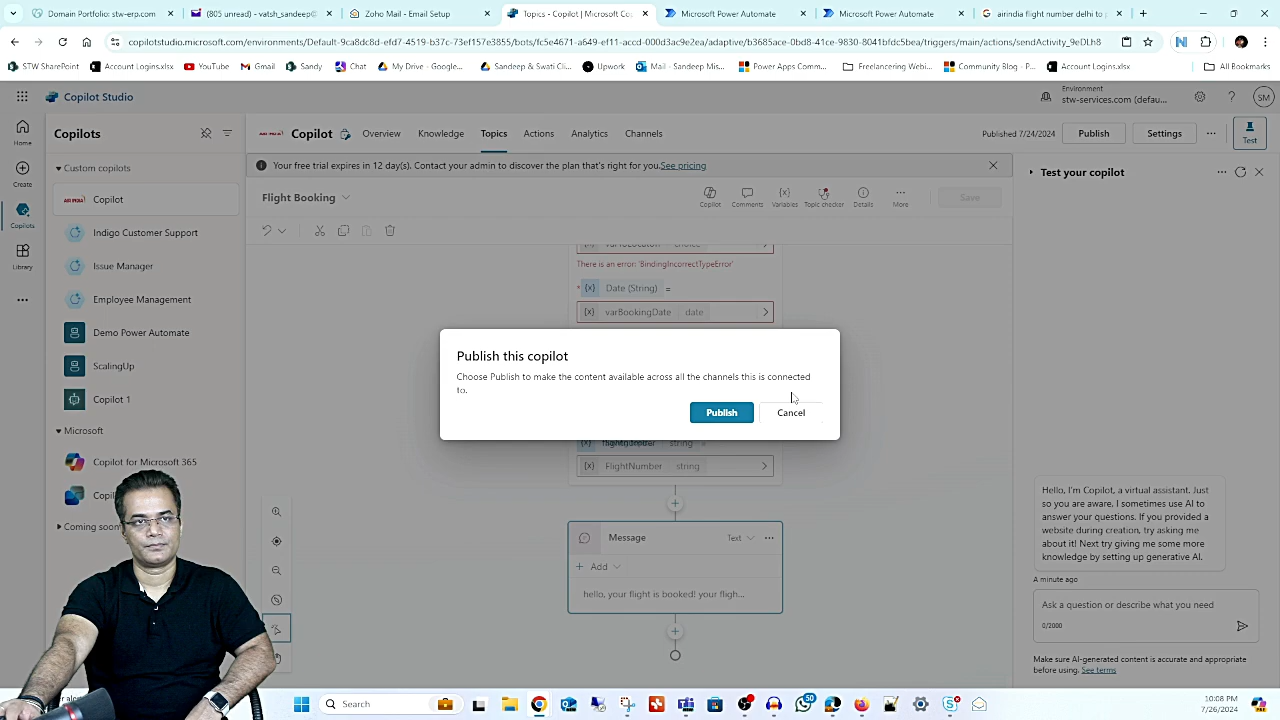 Domain Portfolio: stw-erp.com
(805 unread) - vatsh_sandeep@
Zoho Mail - Email Setup
Topics - Copilot | Microsoft Co
Microsoft Power Automate
Microsoft Power Automate
airindia flight number delhi to
copilotstudio.microsoft.com/environments/Default-9ca8dc8d-efd7-4519-b37c-73ef157e3855/bots/fc5e4671-a649-ef11-accd-000d3ac9e2ea/adaptive/b3685ace-0bd8-41ce-9830-8041bfdc5bea/triggers/main/actions/sendActivity_9eDLh8
STW SharePoint
Account Logins.xlsx
YouTube
Gmail
Sandy
Chat
My Drive - Google...
Sandeep & Swati Cli...
Upwork
Mail - Sandeep Mis...
Power Apps Comm...
Freelancering Webi...
Community Blog - P...
Account Logins.xlsx
All Bookmarks
Copilot Studio
Environment
stw-services.com (defau...
SM
Home
Create
Copilots
Library
Copilots
Custom copilots
AIR INDIA
Copilot
Indigo Customer Support
Issue Manager
Employee Management
Demo Power Automate
ScalingUp
Copilot 1
Microsoft
Copilot for Microsoft 365
Copil
Coming soon
AIR INDIA
Copilot
Overview
Knowledge
Topics
Actions
Analytics
Channels
Published 7/24/2024
Publish
Settings
Test
Your free trial expires in 12 day(s). Contact your admin to discover the plan that's right for you.See pricing
Flight Booking
Copilot
Comments
Variables
Topic checker
Details
More
Save
There is an error: 'BindingIncorrectTypeError'
* {x} Date (String) =
{x} varBookingDate date
Publish this copilot
Choose Publish to make the content available across all the channels this is connected
to.
Publish
Cancel
{x} FlightNumber string
Message
Text
Add
hello, your flight is booked! your fligh...
Test your copilot
Hello, I'm Copilot, a virtual assistant. Just
so you are aware, I sometimes use AI to
answer your questions. If you provided a
website during creation, try asking me
about it! Next try giving me some more
knowledge by setting up generative AI.
A minute ago
Ask a question or describe what you need
0/2000
Make sure AI-generated content is accurate and appropriate
before using. See terms
Search
50
10:08 PM
7/26/2024